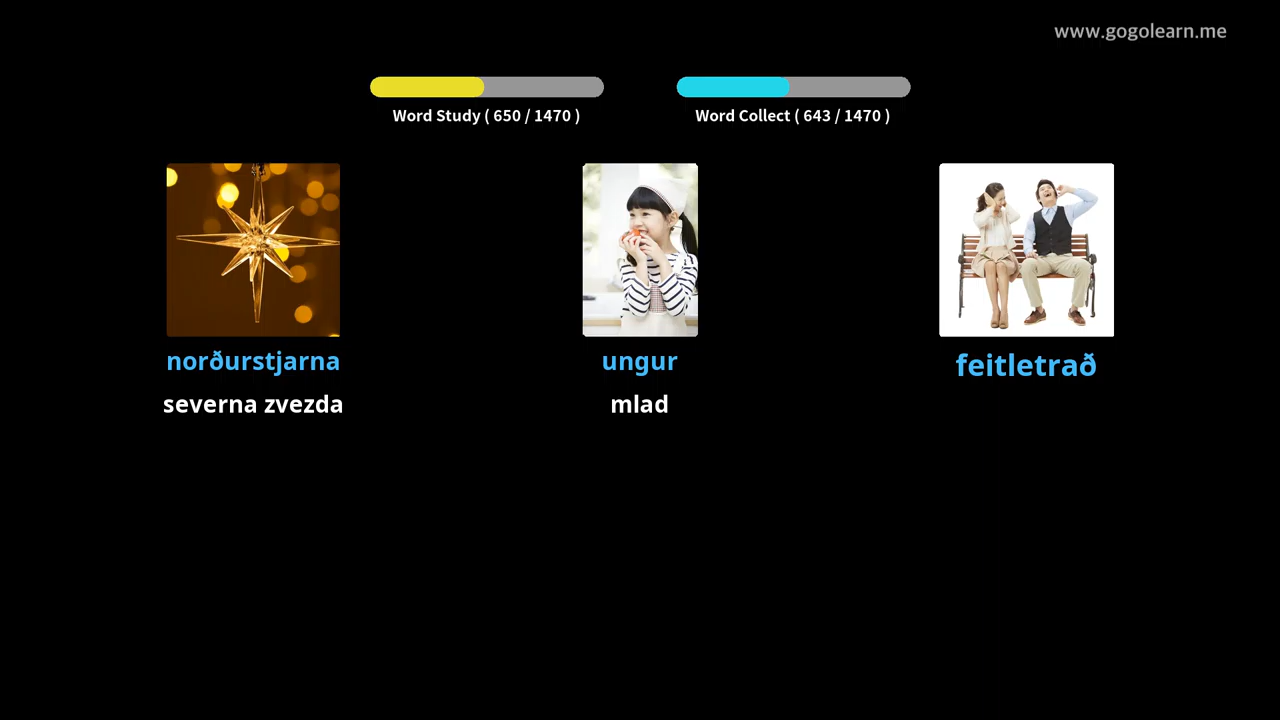 www.gogolearn.me
Word Study ( 650 / 1470 )
Word Collect ( 643 / 1470 )
norðurstjarna
severna zvezda
ungur
mlad
feitletrað